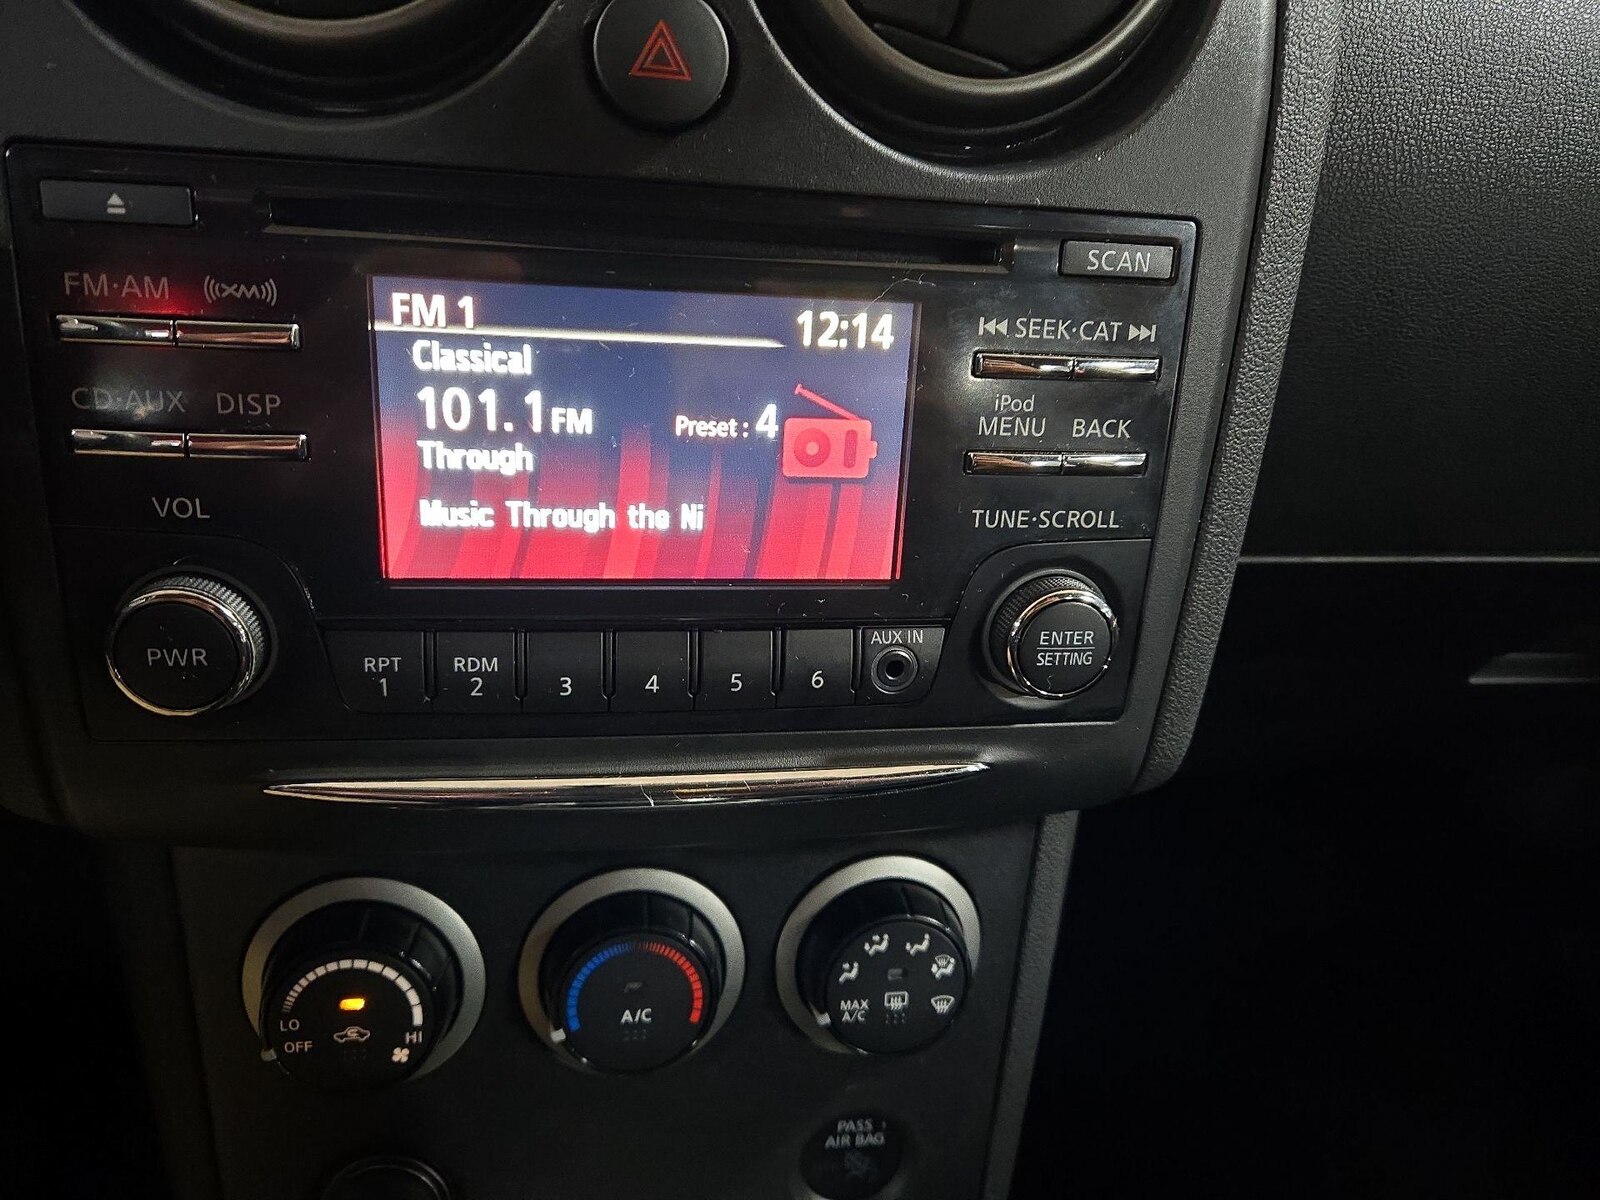 SCAN
FM·AM
((XM))
SEEK·CAT
CD·AUX
DISP
iPod
MENU
BACK
VOL
TUNE·SCROLL
PWR
ENTER
SETTING
FM 1
12:14
Classical
101.1 FM
Preset: 4
Through
Music Through the Ni
RPT
1
RDM
2
3
4
5
6
AUX IN
LO
OFF
HI
A/C
MAX
A/C
PASS
AIR BAG